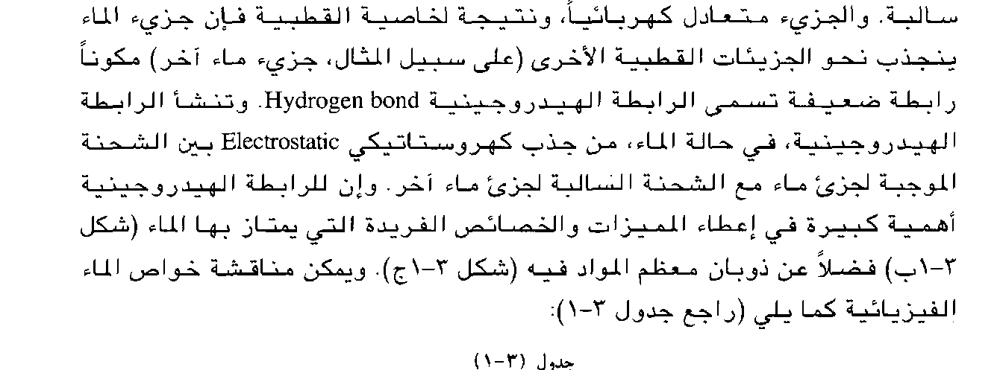 سالبة. والجزيء متعادل كهربائياً، ونتيجة لخاصية القطبية فإن جزيء الماء
ينجذب نحو الجزيئات القطبية الأخرى (على سبيل المثال، جزيء ماء آخر) مكوناً
رابطة ضعيفة تسمى الرابطة الهيدروجينية Hydrogen bond. وتنشأ الرابطة
الهيدروجينية، في حالة الماء، من جذب كهروستاتيكي Electrostatic بين الشحنة
الموجبة لجزئ ماء مع الشحنة السالبة لجزئ ماء آخر. وإن للرابطة الهيدروجينية
أهمية كبيرة في إعطاء المميزات والخصائص الفريدة التي يمتاز بها الماء (شكل
٣-١ب) فضلاً عن ذوبان معظم المواد فيه (شكل ٣-١ج). ويمكن مناقشة خواص الماء
الفيزيائية كما يلي (راجع جدول ٣-١):
جدول (٣-١)